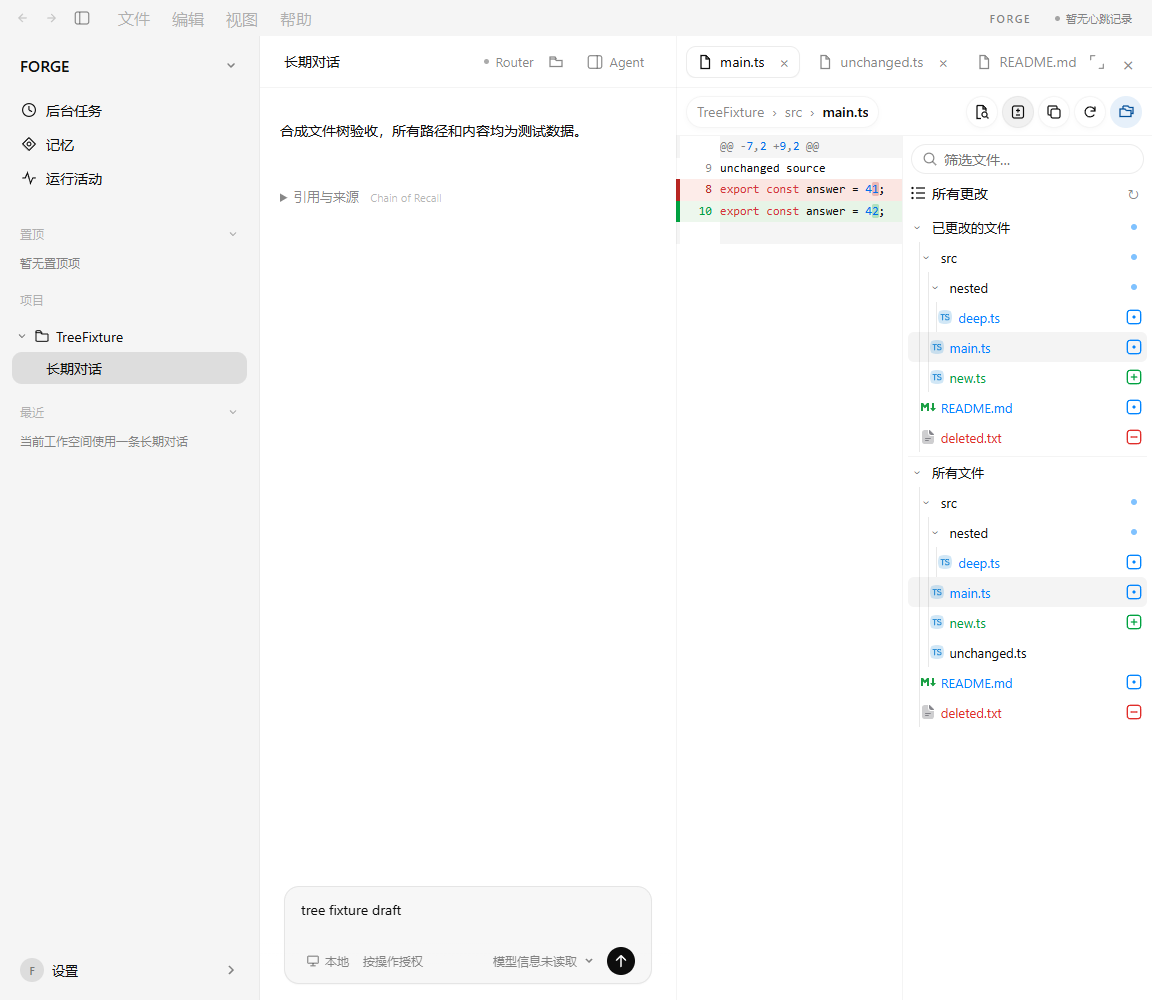 文件 编辑 视图 帮助 FORGE 暂无心跳记录
FORGE
后台任务
记忆
运行活动
置顶
暂无置顶项
项目
TreeFixture
长期对话
最近
当前工作空间使用一条长期对话
F 设置
长期对话 Router Agent
合成文件树验收，所有路径和内容均为测试数据。
引用与来源 Chain of Recall
tree fixture draft
本地 按操作授权 模型信息未读取
main.ts × unchanged.ts × README.md
TreeFixture › src › main.ts
@@ -7,2 +9,2 @@
9 unchanged source
8 export const answer = 41;
10 export const answer = 42;
筛选文件...
所有更改
已更改的文件
src
nested
TS deep.ts
TS main.ts
TS new.ts
M↓ README.md
deleted.txt
所有文件
src
nested
TS deep.ts
TS main.ts
TS new.ts
TS unchanged.ts
M↓ README.md
deleted.txt